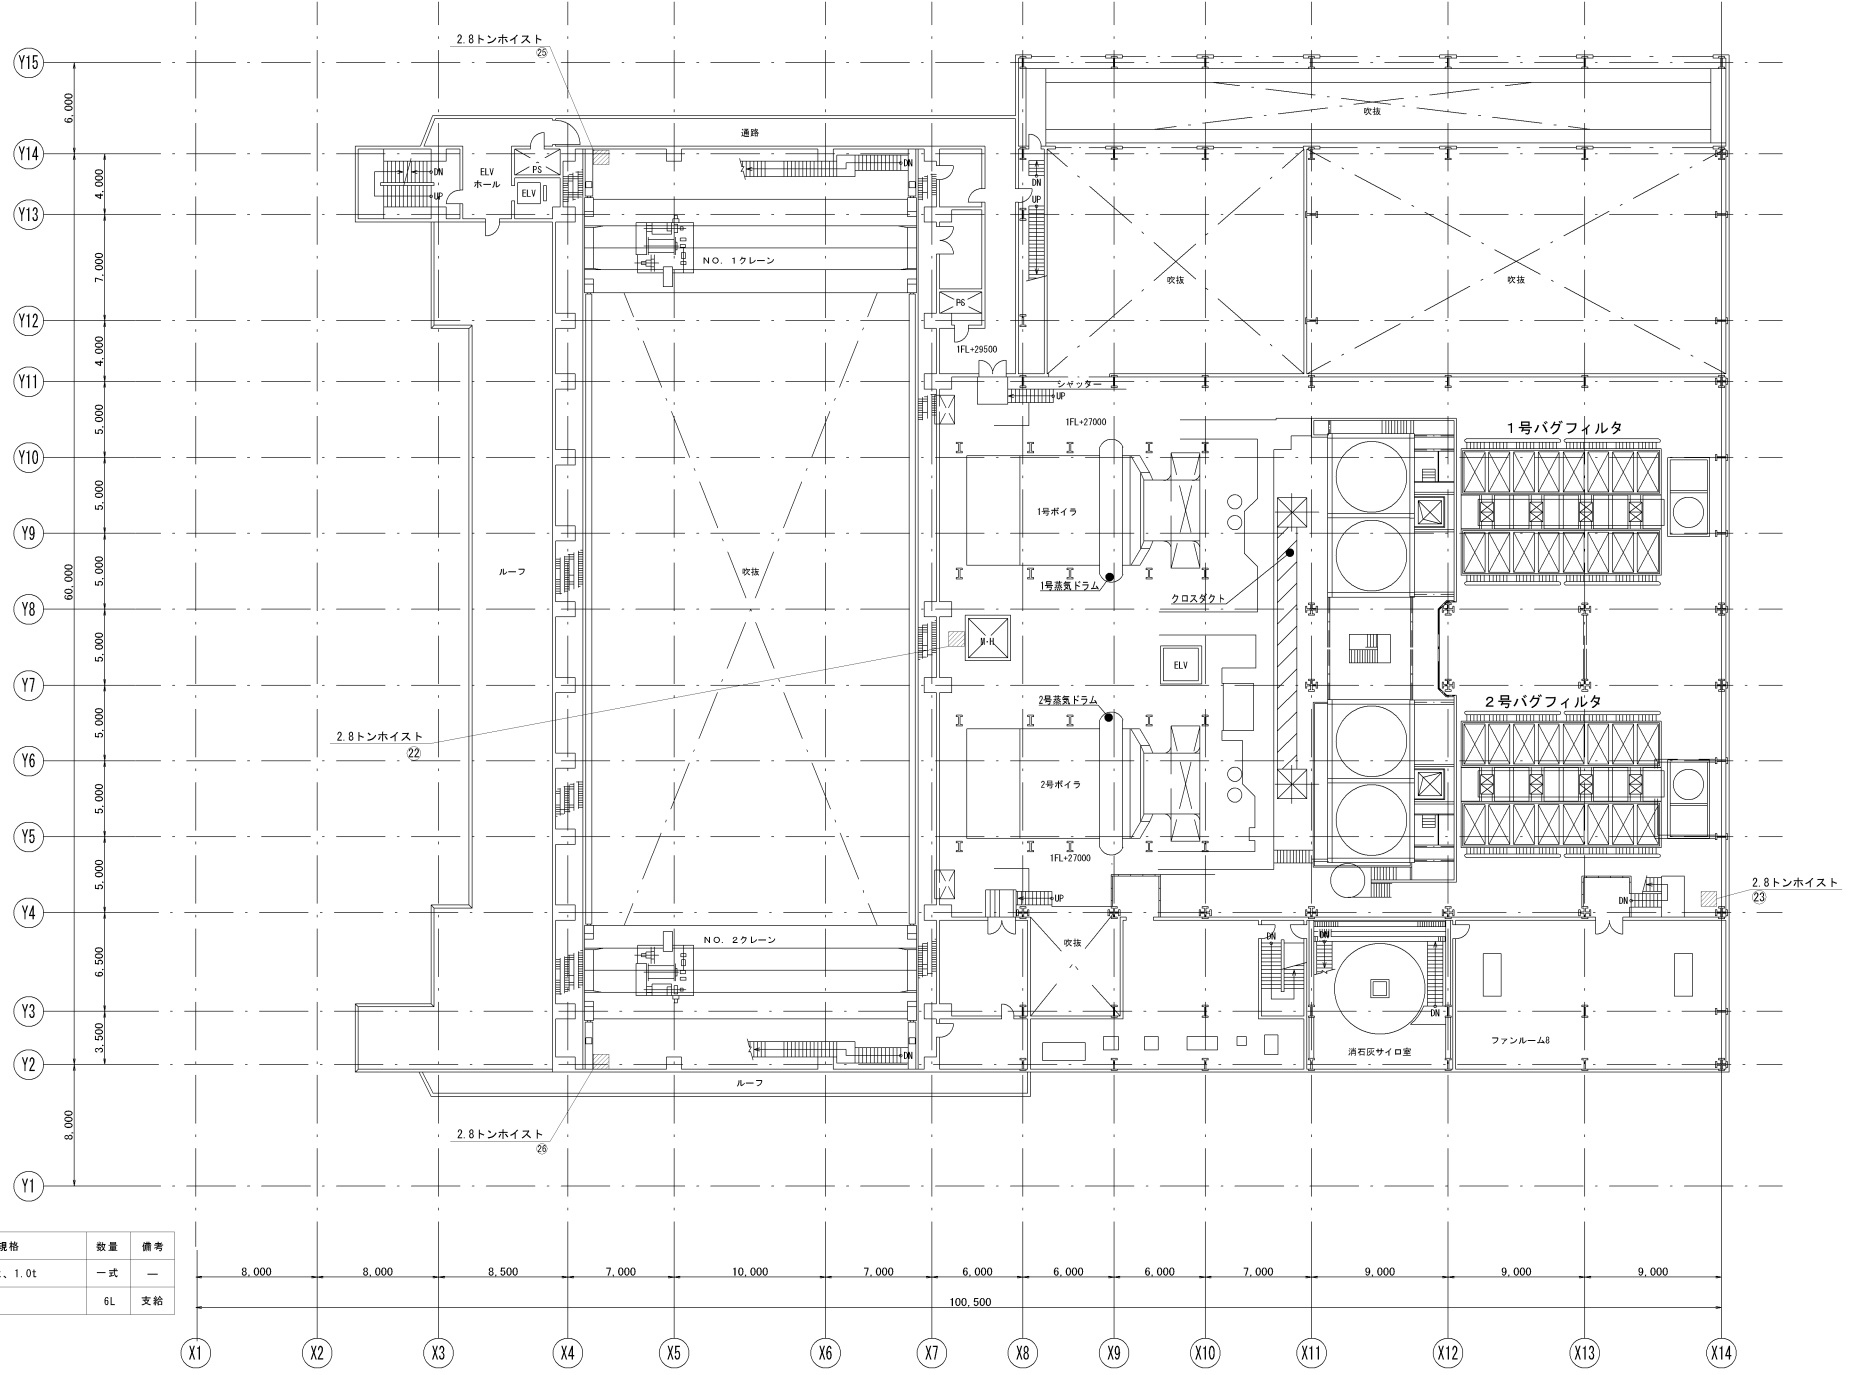 2.8トンホイスト
㉕
Y15
6,000
吹抜
通路
Y14
DN
UP
ELV
ホール
PS
ELV
DN
DN
UP
4,000
Y13
7,000
NO. 1クレーン
吹抜
吹抜
PS
Y12
4,000
1FL+29500
Y11
シャッター
UP
5,000
1FL+27000
1号バグフィルタ
Y10
5,000
1号ボイラ
Y9
5,000
60,000
ルーフ
吹抜
1号蒸気ドラム
クロスダクト
Y8
5,000
M·H
ELV
Y7
2号蒸気ドラム
2号バグフィルタ
5,000
2.8トンホイスト
㉒
Y6
5,000
2号ボイラ
Y5
1FL+27000
5,000
UP
DN
2.8トンホイスト
㉓
Y4
6,500
NO. 2クレーン
吹抜
DN
DN
Y3
DN
3,500
消石灰サイロ室
ファンルーム8
DN
Y2
ルーフ
8,000
2.8トンホイスト
㉖
Y1
規格
数量
備考
、1.0t
一式
—
6L
支給
8,000
8,000
8,500
7,000
10,000
7,000
6,000
6,000
6,000
7,000
9,000
9,000
9,000
100,500
X1
X2
X3
X4
X5
X6
X7
X8
X9
X10
X11
X12
X13
X14